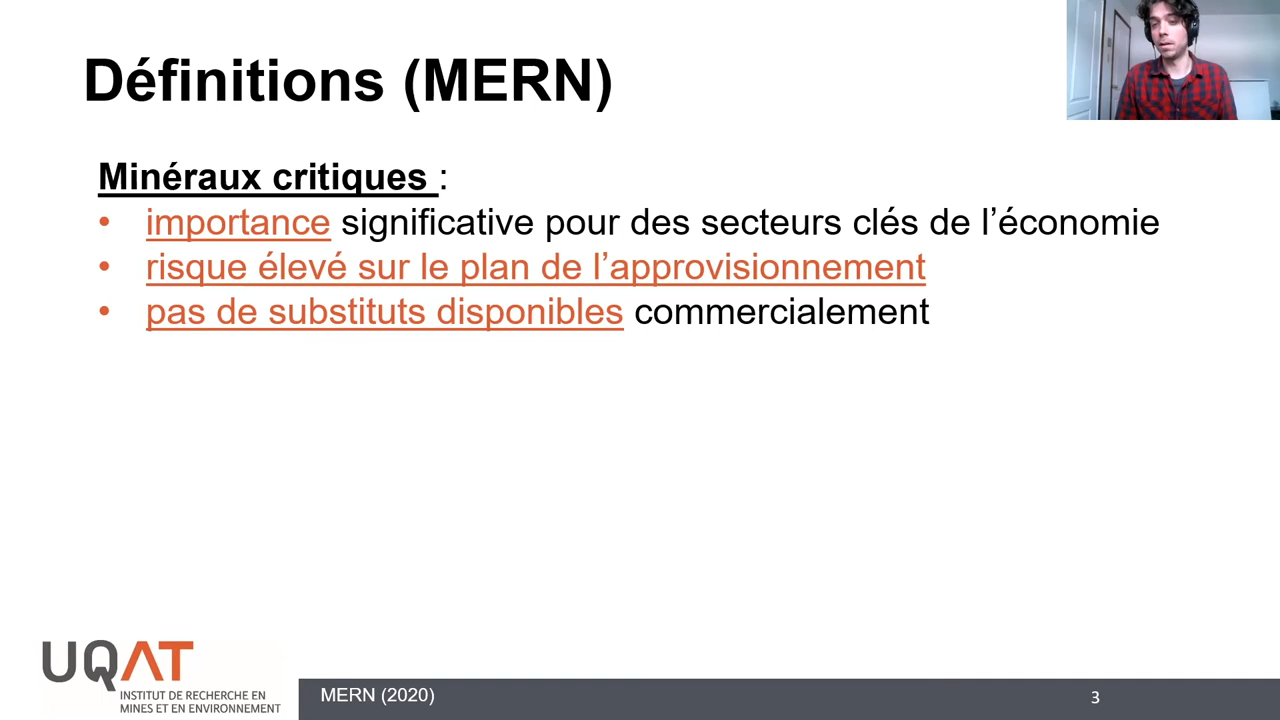 Définitions (MERN)
Minéraux critiques :
• importance significative pour des secteurs clés de l’économie
• risque élevé sur le plan de l’approvisionnement
• pas de substituts disponibles commercialement
UQAT
INSTITUT DE RECHERCHE EN
MINES ET EN ENVIRONNEMENT
MERN (2020)
3